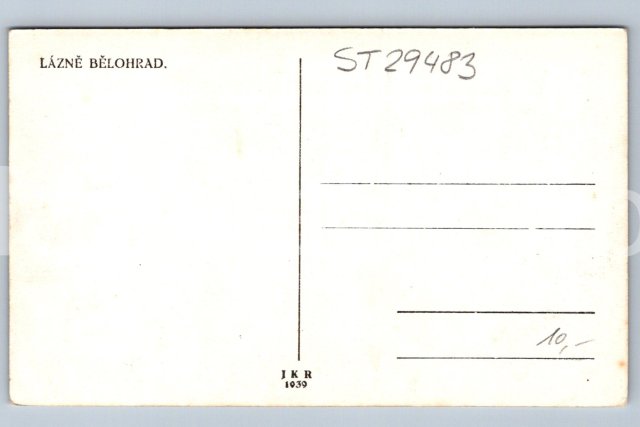 LÁZNĚ BĚLOHRAD.
ST29483
10,-
JKR
1939